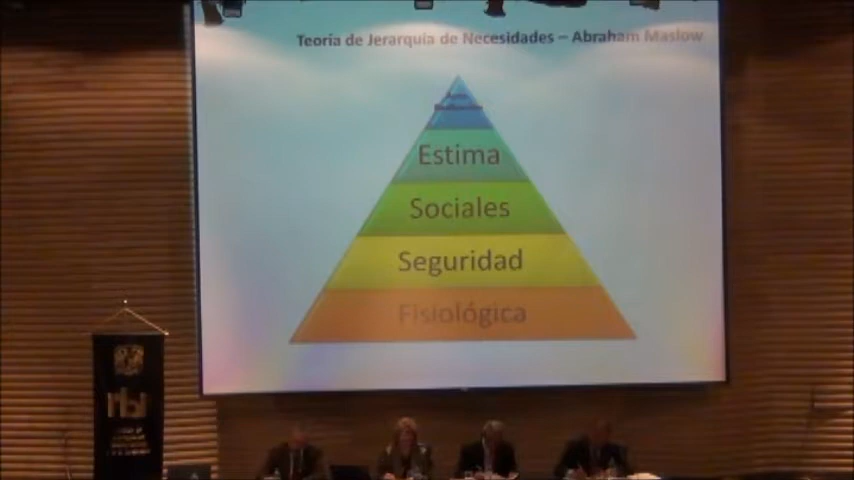 Teoría de Jerarquía de Necesidades – Abraham Maslow
Estima
Sociales
Seguridad
Fisiológica